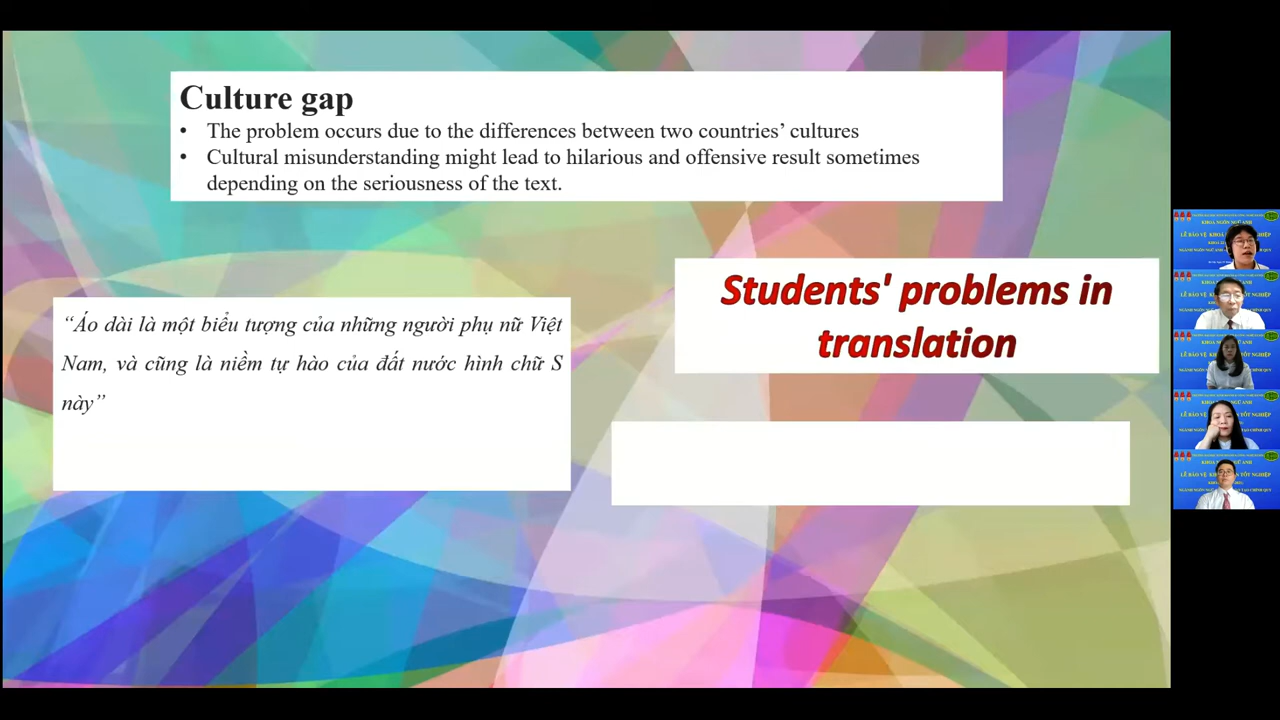 Culture gap
• The problem occurs due to the differences between two countries’ cultures
• Cultural misunderstanding might lead to hilarious and offensive result sometimes
depending on the seriousness of the text.
Students' problems in
translation
“Áo dài là một biểu tượng của những người phụ nữ Việt
Nam, và cũng là niềm tự hào của đất nước hình chữ S
này”